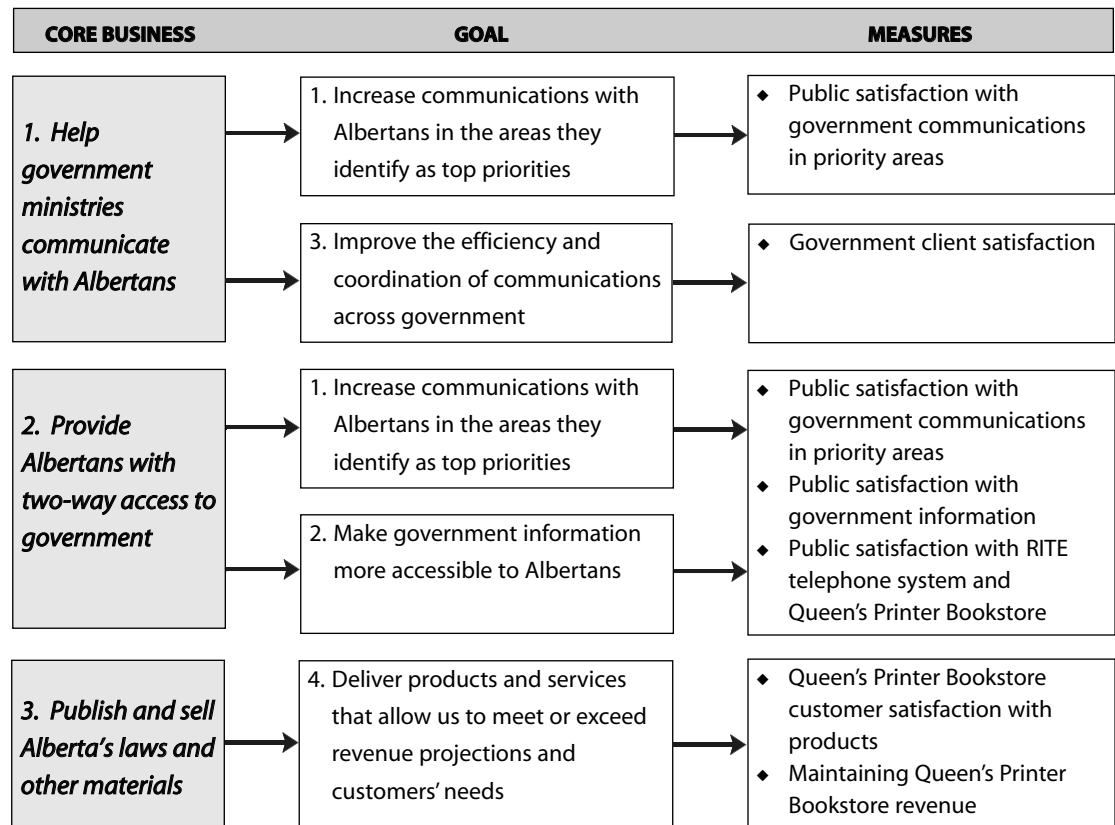 CORE BUSINESS GOAL MEASURES
1. Help
government
ministries
communicate
with Albertans
1. Increase communications with
Albertans in the areas they
identify as top priorities
◆ Public satisfaction with
government communications
in priority areas
3. Improve the efficiency and
coordination of communications
across government
◆ Government client satisfaction
2. Provide
Albertans with
two-way access to
government
1. Increase communications with
Albertans in the areas they
identify as top priorities
2. Make government information
more accessible to Albertans
◆ Public satisfaction with
government communications
in priority areas
◆ Public satisfaction with
government information
◆ Public satisfaction with RITE
telephone system and
Queen’s Printer Bookstore
3. Publish and sell
Alberta’s laws and
other materials
4. Deliver products and services
that allow us to meet or exceed
revenue projections and
customers’ needs
◆ Queen’s Printer Bookstore
customer satisfaction with
products
◆ Maintaining Queen’s Printer
Bookstore revenue